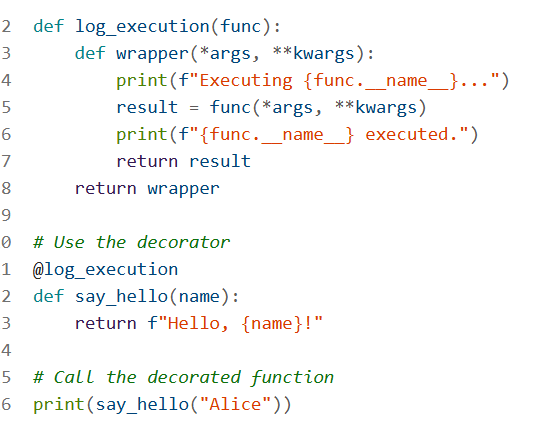 2 def log_execution(func):
3     def wrapper(*args, **kwargs):
4         print(f"Executing {func.__name__}...")
5         result = func(*args, **kwargs)
6         print(f"{func.__name__} executed.")
7         return result
8     return wrapper
9
0 # Use the decorator
1 @log_execution
2 def say_hello(name):
3     return f"Hello, {name}!"
4
5 # Call the decorated function
6 print(say_hello("Alice"))